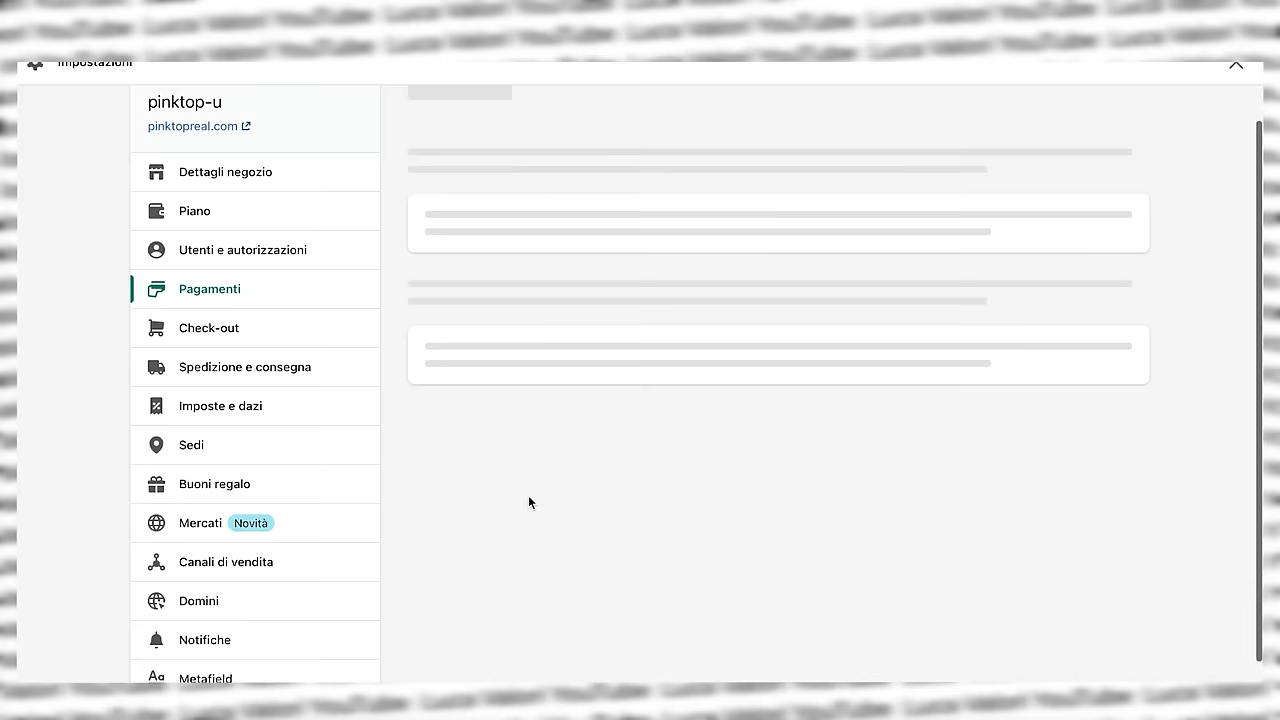 Impostazioni
pinktop-u
pinktopreal.com
Dettagli negozio
Piano
Utenti e autorizzazioni
Pagamenti
Check-out
Spedizione e consegna
Imposte e dazi
Sedi
Buoni regalo
Mercati Novità
Canali di vendita
Domini
Notifiche
Aa Metafield